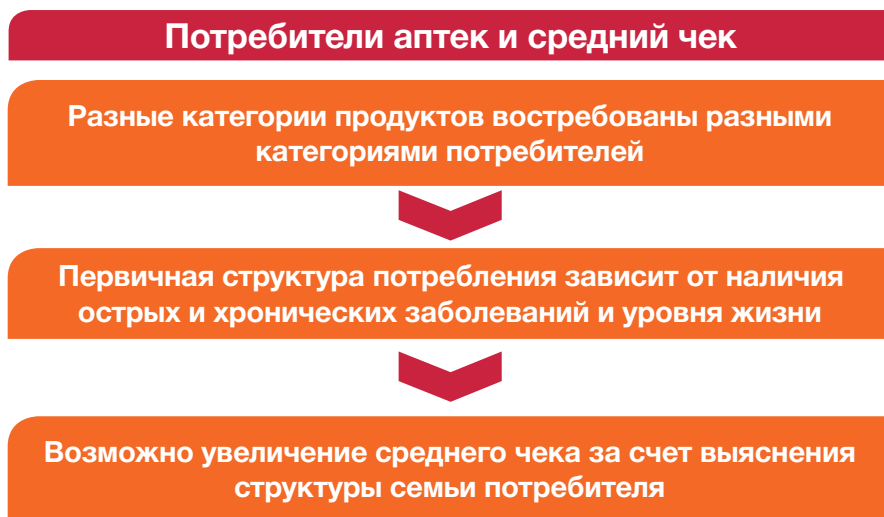 Потребители аптек и средний чек
Разные категории продуктов востребованы разными
категориями потребителей
Первичная структура потребления зависит от наличия
острых и хронических заболеваний и уровня жизни
Возможно увеличение среднего чека за счет выяснения
структуры семьи потребителя